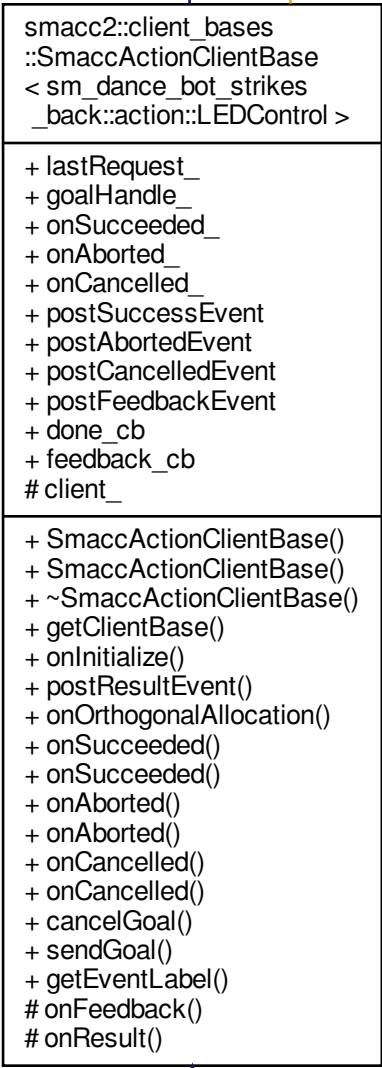 smacc2::client_bases
::SmaccActionClientBase
< sm_dance_bot_strikes
_back::action::LEDControl >
+ lastRequest_
+ goalHandle_
+ onSucceeded_
+ onAborted_
+ onCancelled_
+ postSuccessEvent
+ postAbortedEvent
+ postCancelledEvent
+ postFeedbackEvent
+ done_cb
+ feedback_cb
# client_
+ SmaccActionClientBase()
+ SmaccActionClientBase()
+ ~SmaccActionClientBase()
+ getClientBase()
+ onInitialize()
+ postResultEvent()
+ onOrthogonalAllocation()
+ onSucceeded()
+ onSucceeded()
+ onAborted()
+ onAborted()
+ onCancelled()
+ onCancelled()
+ cancelGoal()
+ sendGoal()
+ getEventLabel()
# onFeedback()
# onResult()